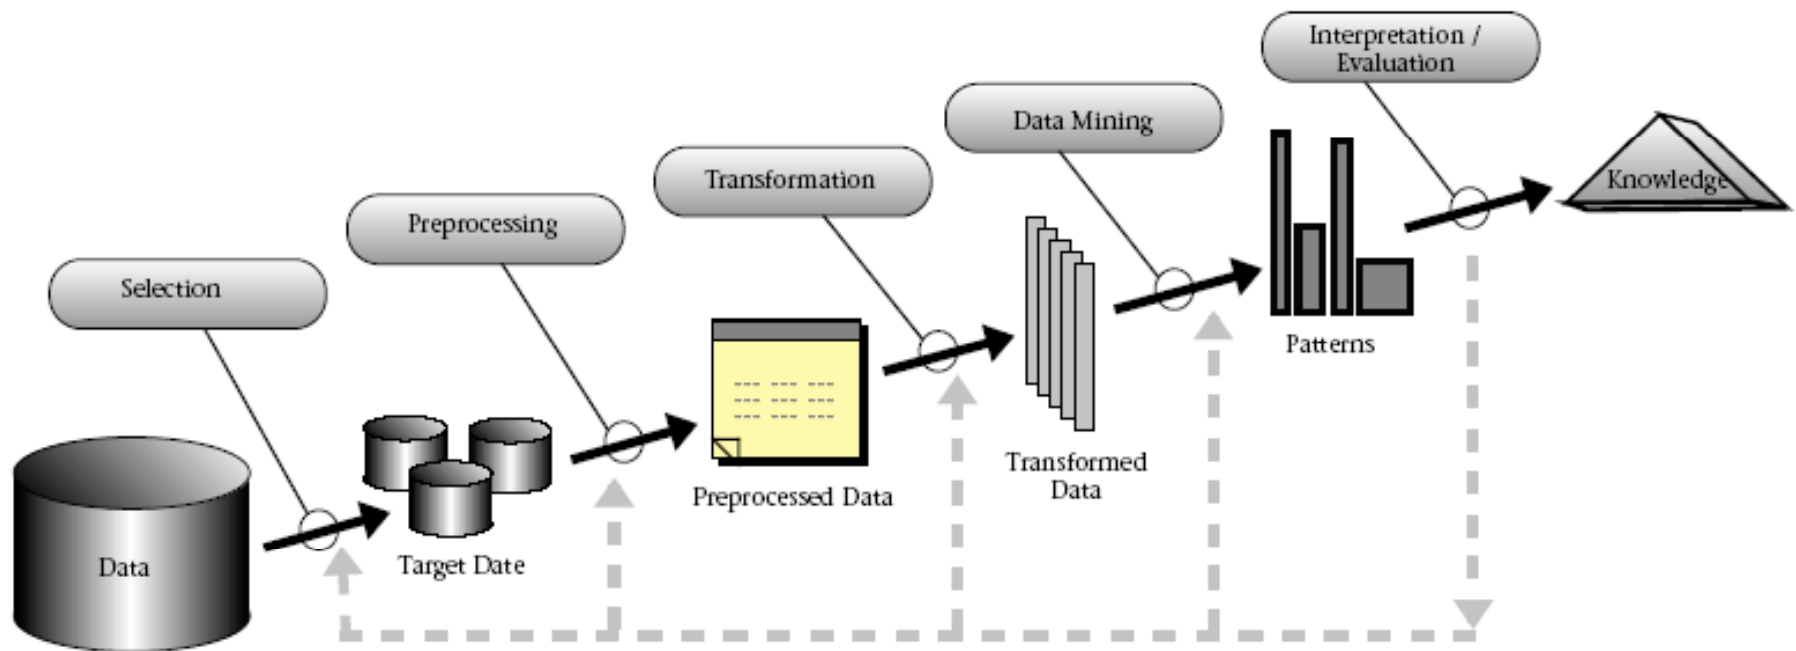 Interpretation /
Evaluation
Data Mining
Transformation
Preprocessing
Selection
Knowledge
Patterns
Transformed
Data
Preprocessed Data
Target Date
Data